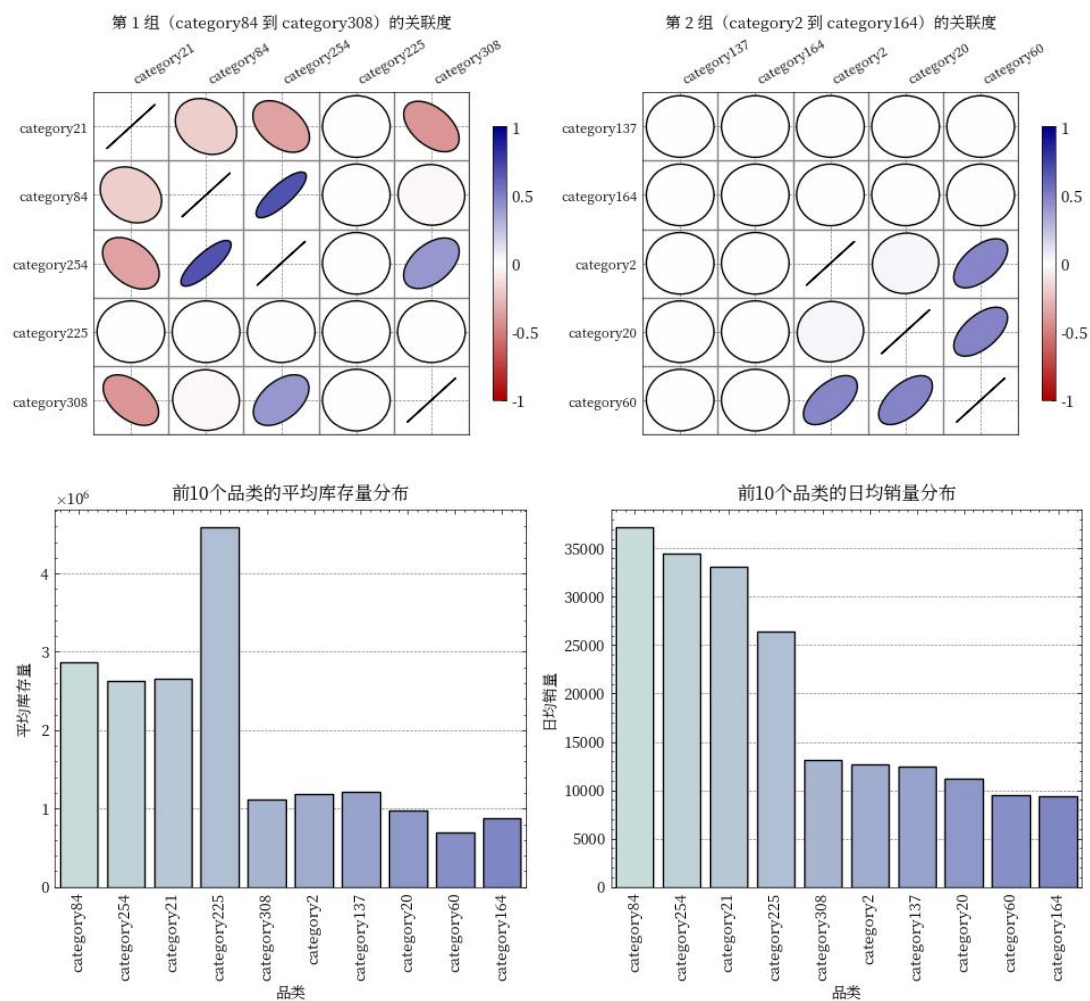 第 1 组（category84 到 category308）的关联度
category21 category84 category254 category225 category308
category21
category84
category254
category225
category308
1
0.5
0
-0.5
-1
第 2 组（category2 到 category164）的关联度
category137 category164 category2 category20 category60
category137
category164
category2
category20
category60
1
0.5
0
-0.5
-1
前10个品类的平均库存量分布
×10⁶
平均库存量
4
3
2
1
0
category84 category254 category21 category225 category308 category2 category137 category20 category60 category164
品类
前10个品类的日均销量分布
日均销量
35000
30000
25000
20000
15000
10000
5000
0
category84 category254 category21 category225 category308 category2 category137 category20 category60 category164
品类